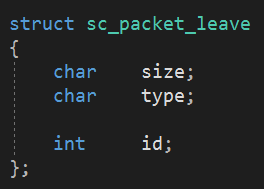 struct sc_packet_leave
{
    char    size;
    char    type;

    int     id;
};